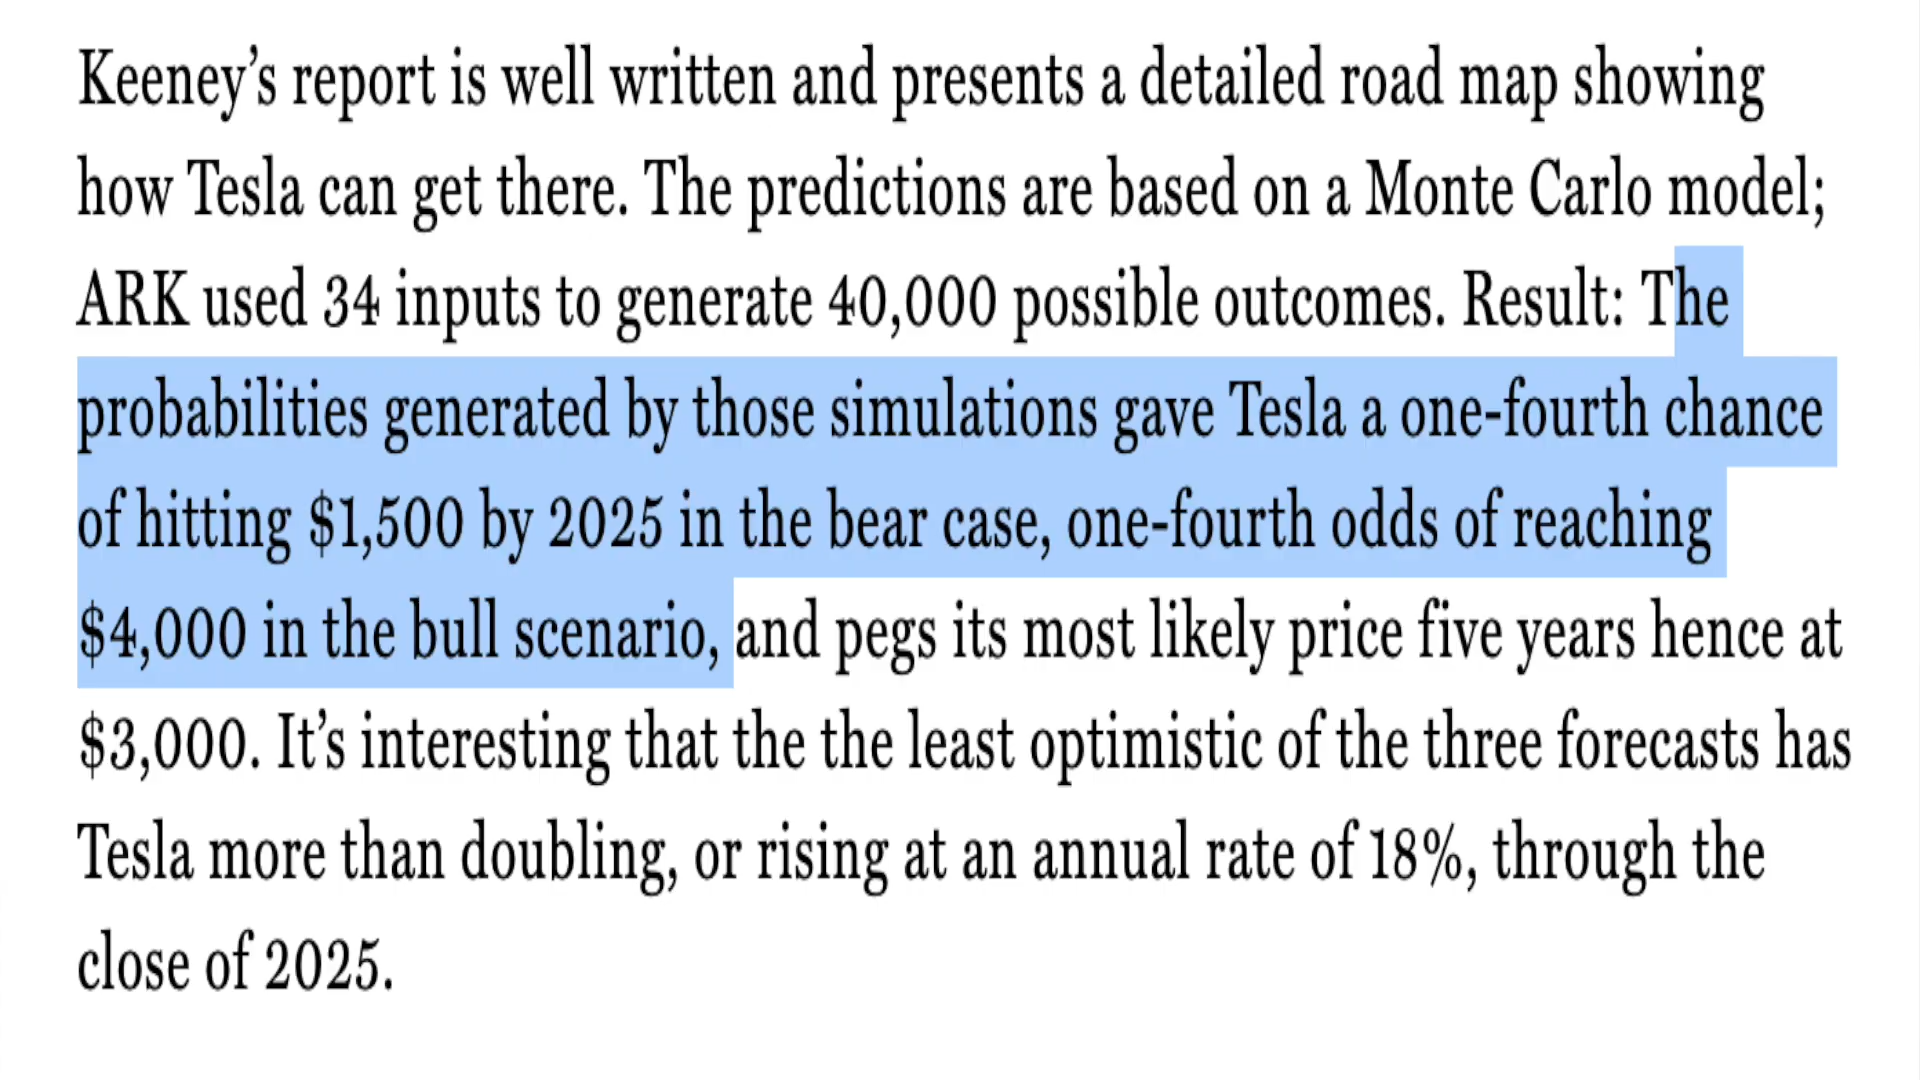 Keeney’s report is well written and presents a detailed road map showing
how Tesla can get there. The predictions are based on a Monte Carlo model;
ARK used 34 inputs to generate 40,000 possible outcomes. Result: The
probabilities generated by those simulations gave Tesla a one-fourth chance
of hitting $1,500 by 2025 in the bear case, one-fourth odds of reaching
$4,000 in the bull scenario, and pegs its most likely price five years hence at
$3,000. It’s interesting that the the least optimistic of the three forecasts has
Tesla more than doubling, or rising at an annual rate of 18%, through the
close of 2025.